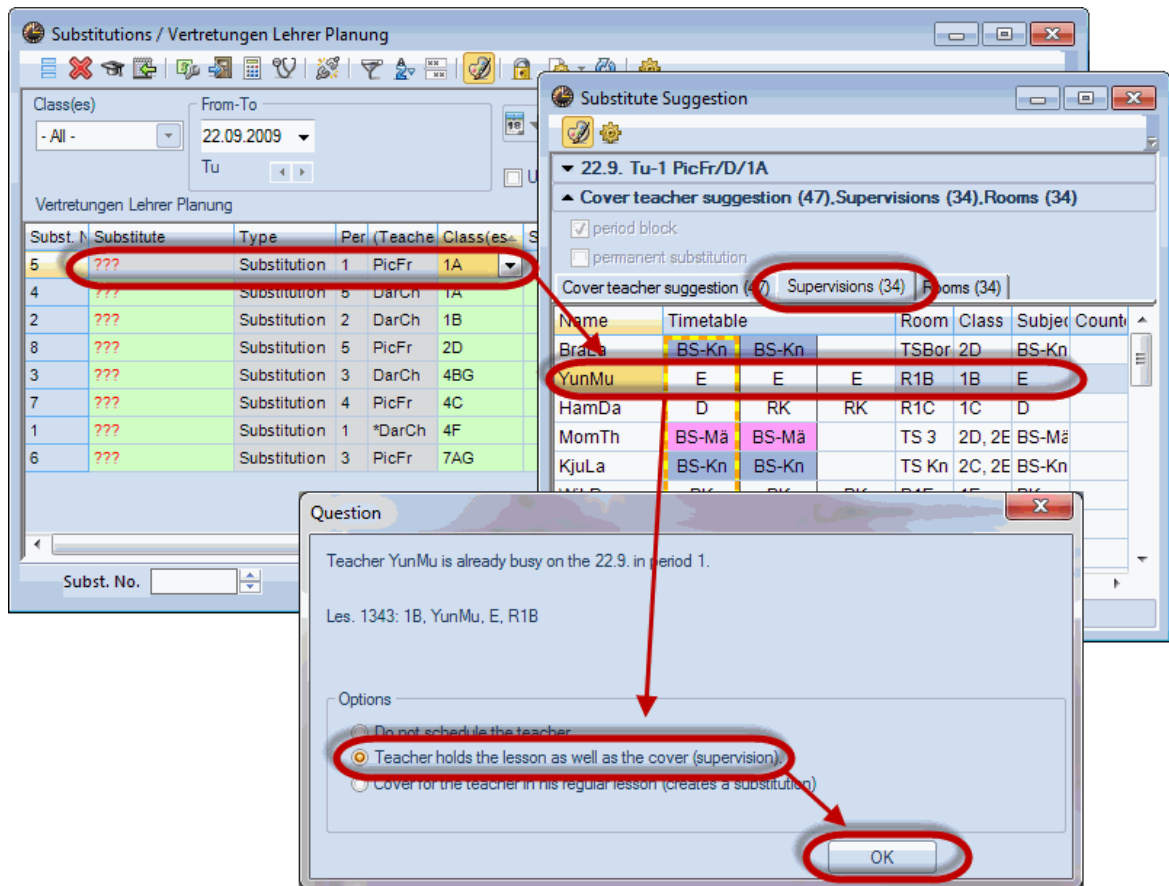 Substitutions / Vertretungen Lehrer Planung
Class(es)
From-To
- All -
22.09.2009
Tu
18
U
Vertretungen Lehrer Planung
Subst. N Substitute Type Per (Teache Class(es S
5 ??? Substitution 1 PicFr 1A
4 ??? Substitution 5 DarCh 1A
2 ??? Substitution 2 DarCh 1B
8 ??? Substitution 5 PicFr 2D
3 ??? Substitution 3 DarCh 4BG
7 ??? Substitution 4 PicFr 4C
1 ??? Substitution 1 *DarCh 4F
6 ??? Substitution 3 PicFr 7AG
Subst. No.
Substitute Suggestion
22.9. Tu-1 PicFr/D/1A
Cover teacher suggestion (47),Supervisions (34),Rooms (34)
period block
permanent substitution
Cover teacher suggestion (47) Supervisions (34) Rooms (34)
Name Timetable Room Class Subjec Counte
BraLa BS-Kn BS-Kn TSBor 2D BS-Kn
YunMu E E E R1B 1B E
HamDa D RK RK R1C 1C D
MomTh BS-Mä BS-Mä TS 3 2D, 2E BS-Mä
KjuLa BS-Kn BS-Kn TS Kn 2C, 2E BS-Kn
Question
Teacher YunMu is already busy on the 22.9. in period 1.
Les. 1343: 1B, YunMu, E, R1B
Options
Do not schedule the teacher
Teacher holds the lesson as well as the cover (supervision).
Cover for the teacher in his regular lesson (creates a substitution)
OK